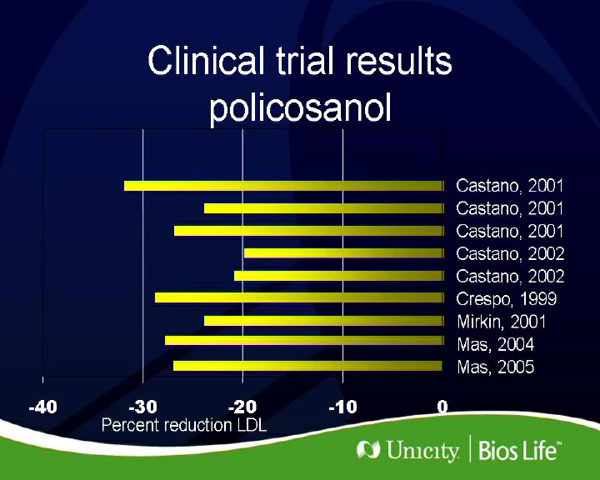 Clinical trial results
policosanol
Castano, 2001
Castano, 2001
Castano, 2001
Castano, 2002
Castano, 2002
Crespo, 1999
Mirkin, 2001
Mas, 2004
Mas, 2005
-40 -30 -20 -10 0
Percent reduction LDL
Unicity. Bios Life™